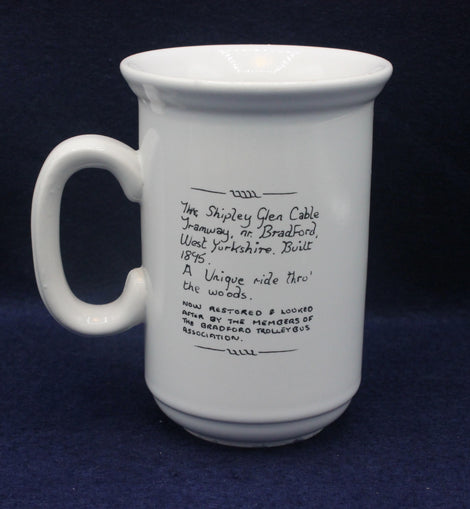 The Shipley Glen Cable
Tramway, nr. Bradford,
West Yorkshire. Built
1895.
A Unique ride thro'
the woods.
NOW RESTORED & LOOKED
AFTER BY THE MEMBERS OF
THE BRADFORD TROLLEYBUS
ASSOCIATION.